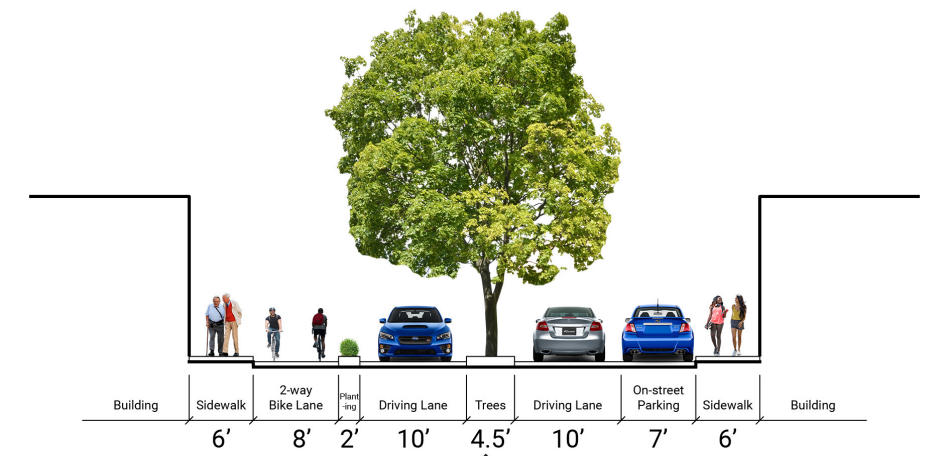 Building
Sidewalk
2-way
Bike Lane
Plant
-ing
Driving Lane
Trees
Driving Lane
On-street
Parking
Sidewalk
Building
6’
8’
2’
10’
4.5’
10’
7’
6’